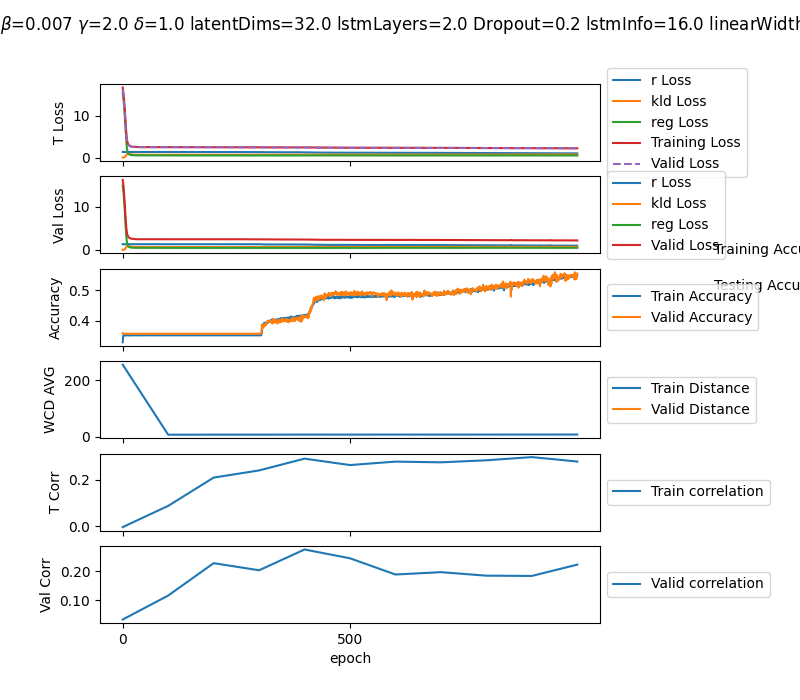 β=0.007 γ=2.0 δ=1.0 latentDims=32.0 lstmLayers=2.0 Dropout=0.2 lstmInfo=16.0 linearWidth
T Loss
10
0
r Loss
kld Loss
reg Loss
Training Loss
Valid Loss
Val Loss
10
0
r Loss
kld Loss
reg Loss
Valid Loss
Training Accu
Testing Accu
Accuracy
0.5
0.4
Train Accuracy
Valid Accuracy
WCD AVG
200
0
Train Distance
Valid Distance
T Corr
0.2
0.0
Train correlation
Val Corr
0.20
0.10
Valid correlation
0
500
epoch